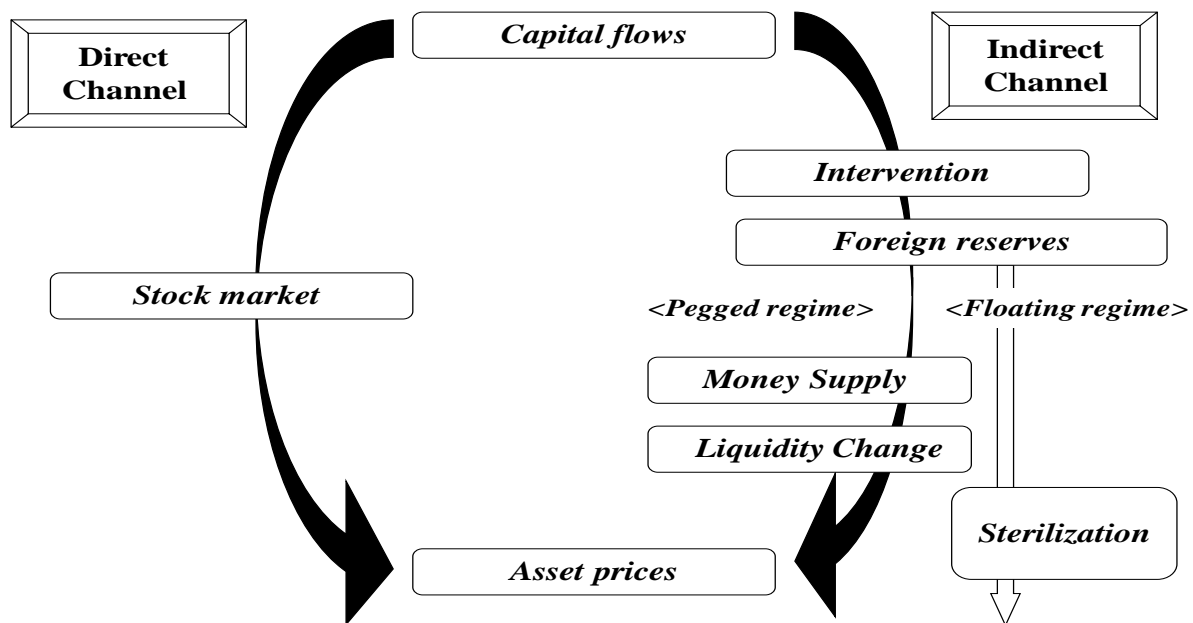 Direct
Channel
Capital flows
Indirect
Channel
Intervention
Foreign reserves
Stock market
<Pegged regime>
<Floating regime>
Money Supply
Liquidity Change
Sterilization
Asset prices